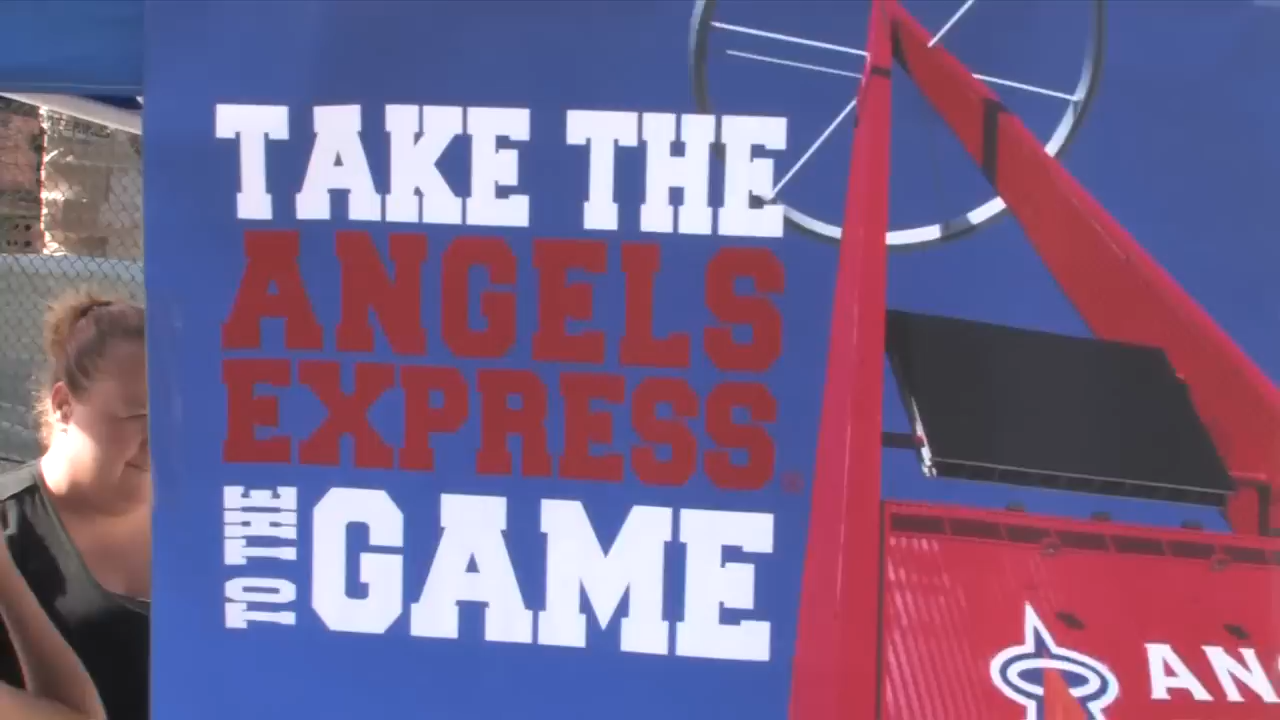 TAKE THE
ANGELS
EXPRESS
TO THE
GAME